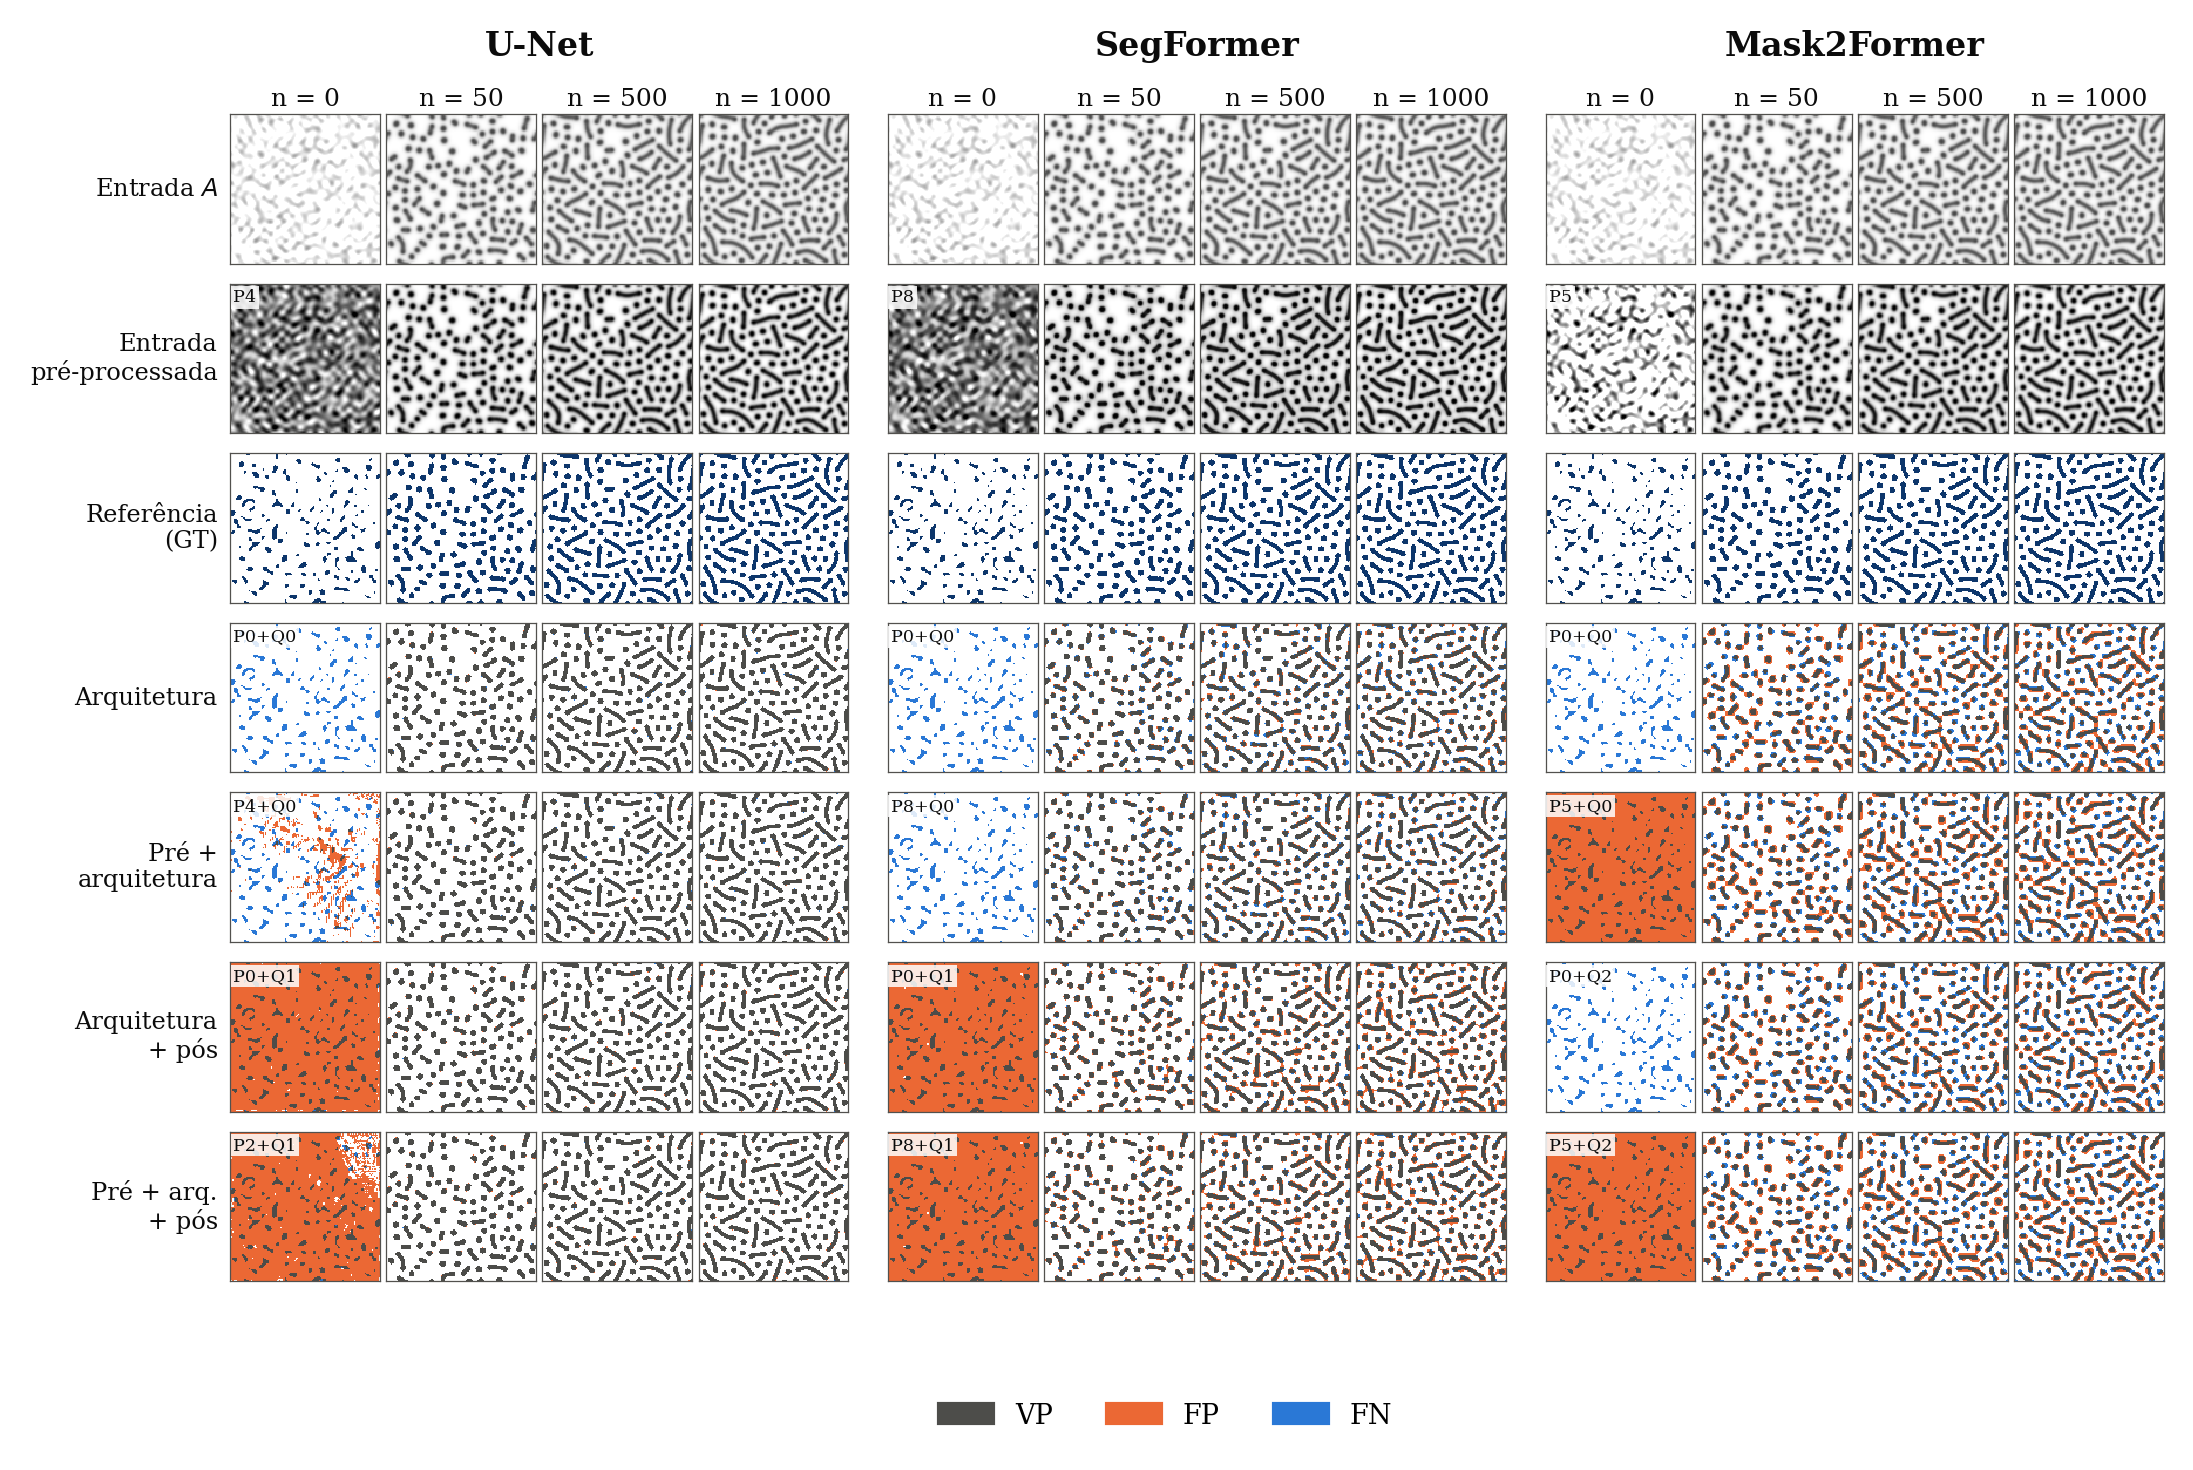 U-Net SegFormer Mask2Former
n = 0 n = 50 n = 500 n = 1000 n = 0 n = 50 n = 500 n = 1000 n = 0 n = 50 n = 500 n = 1000
Entrada A
P4 P8 P5
Entrada
pré-processada
Referência
(GT)
P0+Q0 P0+Q0 P0+Q0
Arquitetura
P4+Q0 P8+Q0 P5+Q0
Pré +
arquitetura
P0+Q1 P0+Q1 P0+Q2
Arquitetura
+ pós
P2+Q1 P8+Q1 P5+Q2
Pré + arq.
+ pós
VP FP FN